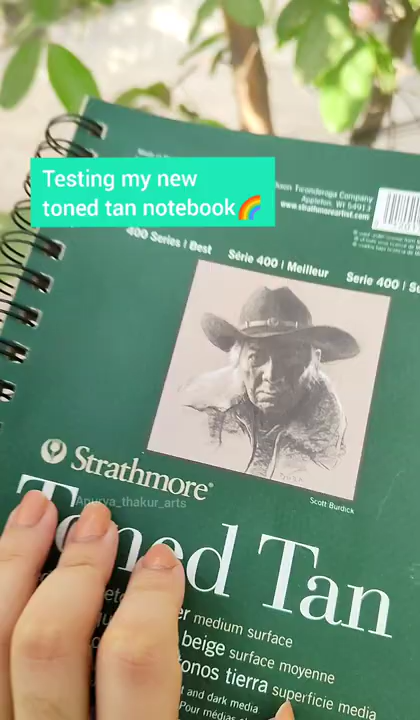 Testing my new
toned tan notebook🌈
Ticonderoga Company
Appleton, WI 54913
www.strathmoreartist.com
400 Series | Best
Série 400 | Meilleur
Serie 400
Scott Burdick
Strathmore®
Apurva_thakur_arts
Toned Tan
medium surface
beige surface moyenne
tonos tierra superficie media
and dark media
Pour